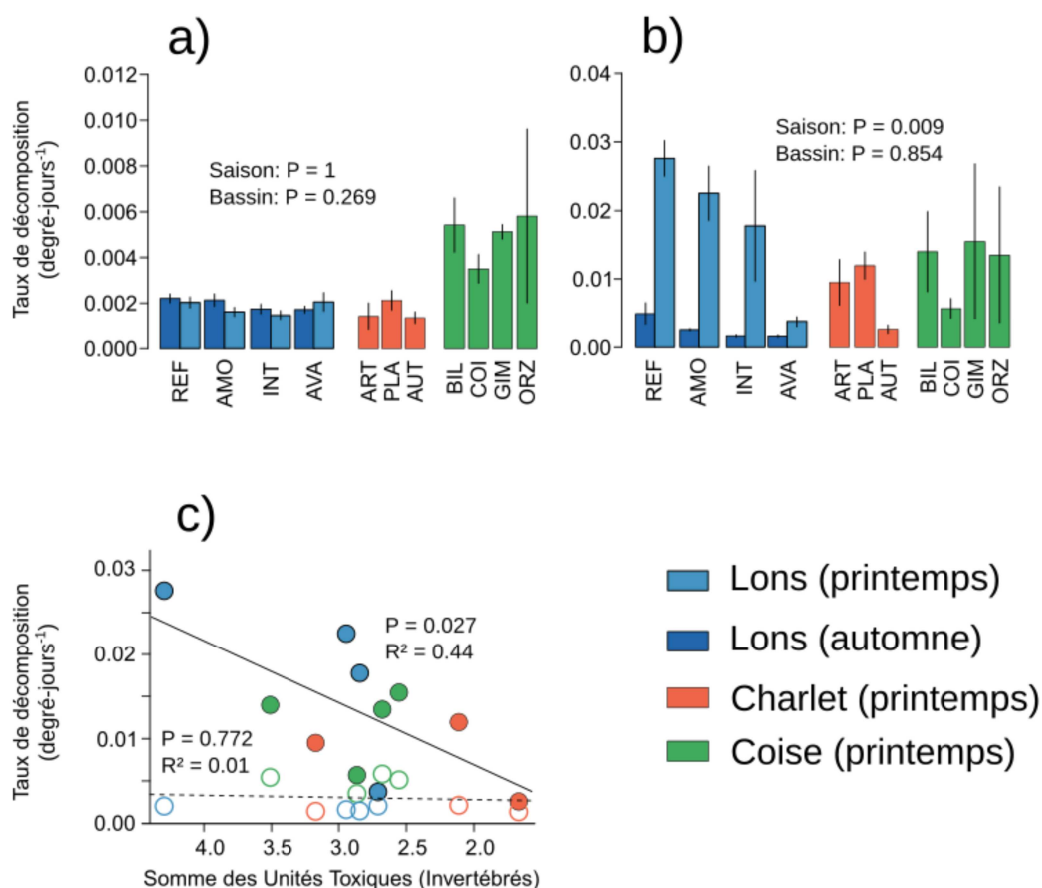 a)
Taux de décomposition
(degré-jours⁻¹)
0.012
0.010
0.008
0.006
0.004
0.002
0.000
Saison: P = 1
Bassin: P = 0.269
REF
AMO
INT
AVA
ART
PLA
AUT
BIL
COI
GIM
ORZ
b)
0.04
0.03
0.02
0.01
0.00
Saison: P = 0.009
Bassin: P = 0.854
REF
AMO
INT
AVA
ART
PLA
AUT
BIL
COI
GIM
ORZ
c)
Taux de décomposition
(degré-jours⁻¹)
0.03
0.02
0.01
0.00
P = 0.027
R² = 0.44
P = 0.772
R² = 0.01
4.0
3.5
3.0
2.5
2.0
Somme des Unités Toxiques (Invertébrés)
Lons (printemps)
Lons (automne)
Charlet (printemps)
Coise (printemps)